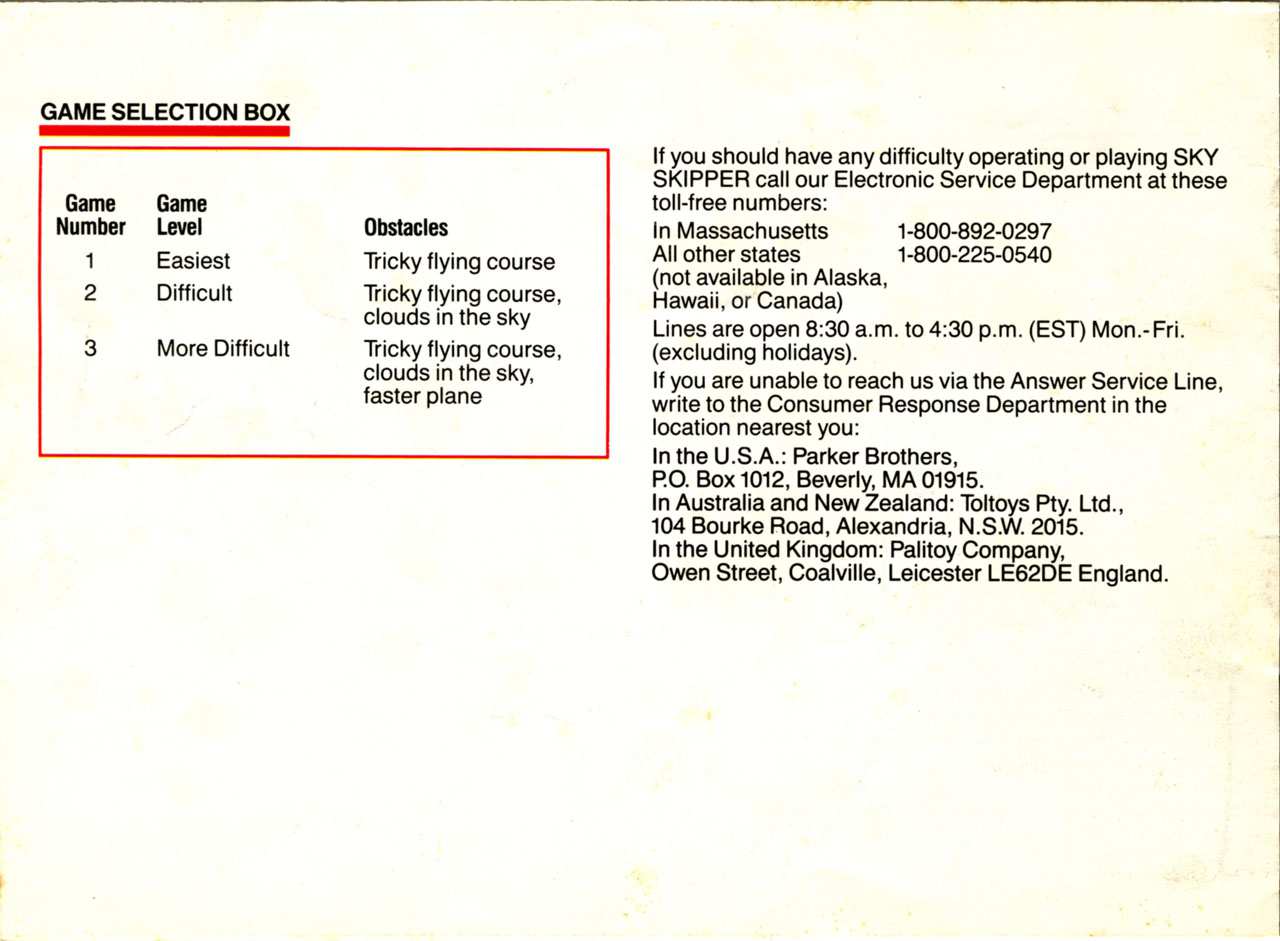 GAME SELECTION BOX
Game Number Game Level Obstacles
1 Easiest Tricky flying course
2 Difficult Tricky flying course,
clouds in the sky
3 More Difficult Tricky flying course,
clouds in the sky,
faster plane
If you should have any difficulty operating or playing SKY
SKIPPER call our Electronic Service Department at these
toll-free numbers:
In Massachusetts 1-800-892-0297
All other states 1-800-225-0540
(not available in Alaska,
Hawaii, or Canada)
Lines are open 8:30 a.m. to 4:30 p.m. (EST) Mon.-Fri.
(excluding holidays).
If you are unable to reach us via the Answer Service Line,
write to the Consumer Response Department in the
location nearest you:
In the U.S.A.: Parker Brothers,
P.O. Box 1012, Beverly, MA 01915.
In Australia and New Zealand: Toltoys Pty. Ltd.,
104 Bourke Road, Alexandria, N.S.W. 2015.
In the United Kingdom: Palitoy Company,
Owen Street, Coalville, Leicester LE62DE England.